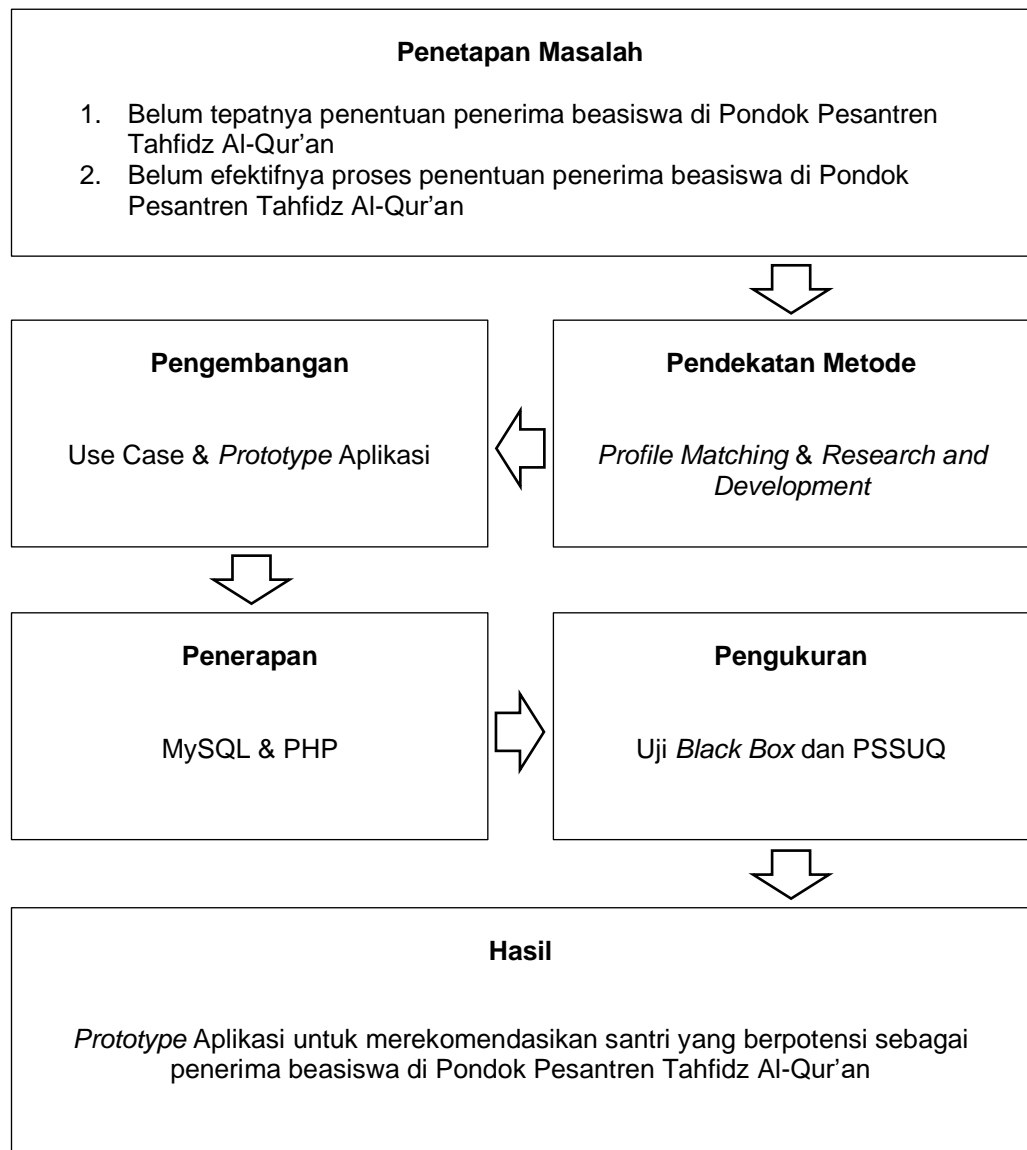 Penetapan Masalah
1. Belum tepatnya penentuan penerima beasiswa di Pondok Pesantren
Tahfidz Al-Qur’an
2. Belum efektifnya proses penentuan penerima beasiswa di Pondok
Pesantren Tahfidz Al-Qur’an
Pendekatan Metode
Profile Matching & Research and
Development
Pengembangan
Use Case & Prototype Aplikasi
Penerapan
MySQL & PHP
Pengukuran
Uji Black Box dan PSSUQ
Hasil
Prototype Aplikasi untuk merekomendasikan santri yang berpotensi sebagai
penerima beasiswa di Pondok Pesantren Tahfidz Al-Qur’an